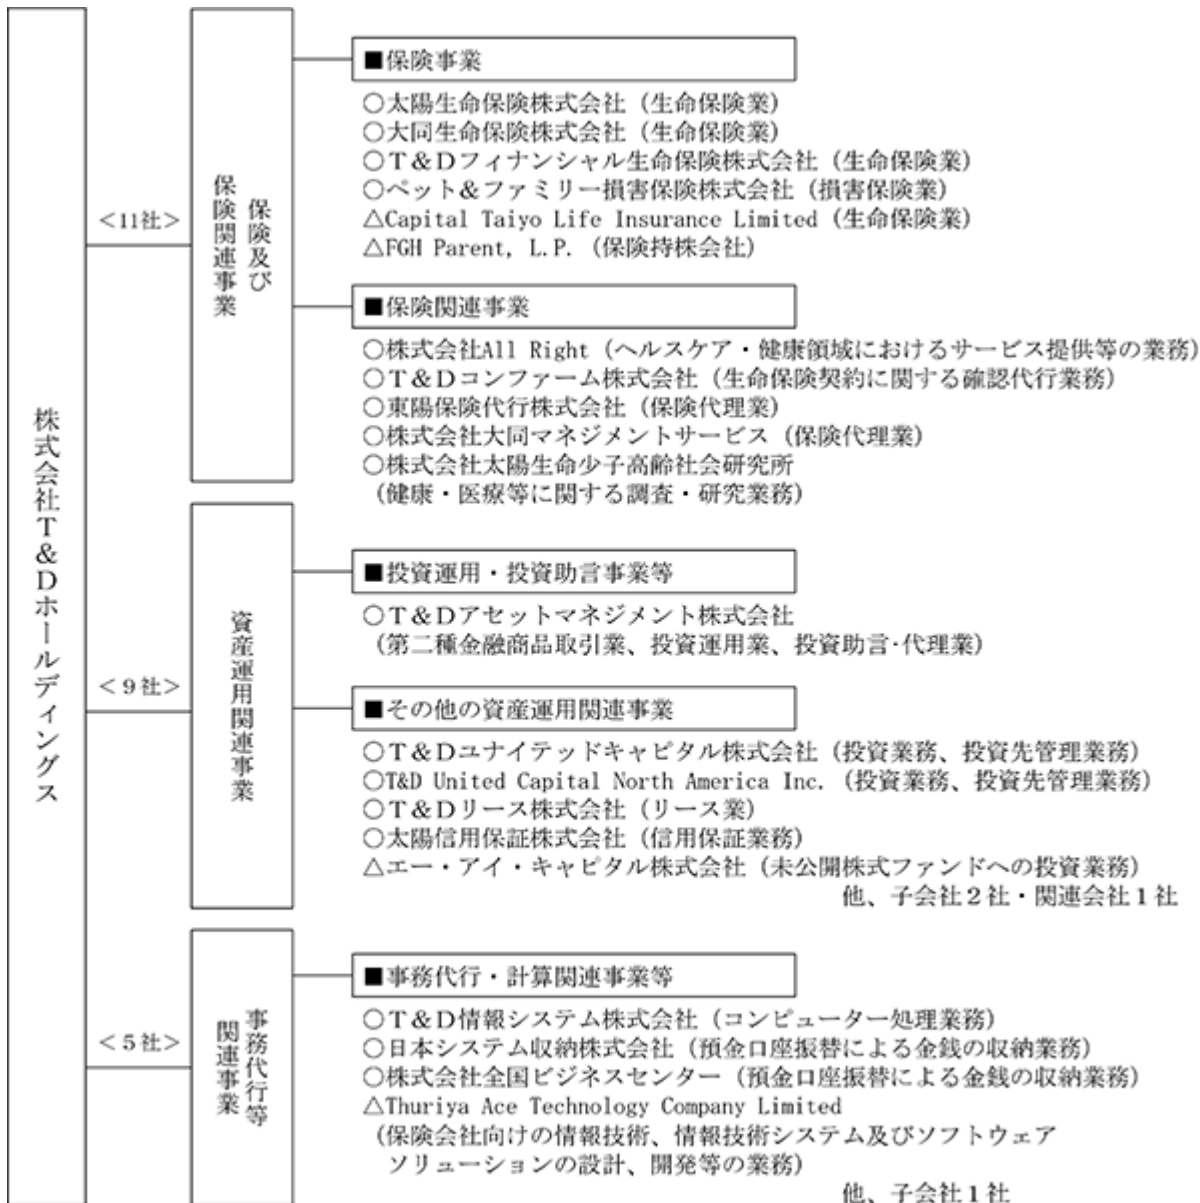 株式会社T＆Dホールディングス
＜11社＞
保険及び
保険関連事業
■保険事業
○太陽生命保険株式会社（生命保険業）
○大同生命保険株式会社（生命保険業）
○T＆Dフィナンシャル生命保険株式会社（生命保険業）
○ペット＆ファミリー損害保険株式会社（損害保険業）
△Capital Taiyo Life Insurance Limited（生命保険業）
△FGH Parent, L.P.（保険持株会社）
■保険関連事業
○株式会社All Right（ヘルスケア・健康領域におけるサービス提供等の業務）
○T＆Dコンファーム株式会社（生命保険契約に関する確認代行業務）
○東陽保険代行株式会社（保険代理業）
○株式会社大同マネジメントサービス（保険代理業）
○株式会社太陽生命少子高齢社会研究所
（健康・医療等に関する調査・研究業務）
＜９社＞
資産運用関連事業
■投資運用・投資助言事業等
○T＆Dアセットマネジメント株式会社
（第二種金融商品取引業、投資運用業、投資助言･代理業）
■その他の資産運用関連事業
○T＆Dユナイテッドキャピタル株式会社（投資業務、投資先管理業務）
○T&D United Capital North America Inc.（投資業務、投資先管理業務）
○T＆Dリース株式会社（リース業）
○太陽信用保証株式会社（信用保証業務）
△エー・アイ・キャピタル株式会社（未公開株式ファンドへの投資業務）
他、子会社２社・関連会社１社
＜５社＞
事務代行等
関連事業
■事務代行・計算関連事業等
○T＆D情報システム株式会社（コンピューター処理業務）
○日本システム収納株式会社（預金口座振替による金銭の収納業務）
○株式会社全国ビジネスセンター（預金口座振替による金銭の収納業務）
△Thuriya Ace Technology Company Limited
（保険会社向けの情報技術、情報技術システム及びソフトウェア
ソリューションの設計、開発等の業務）
他、子会社１社